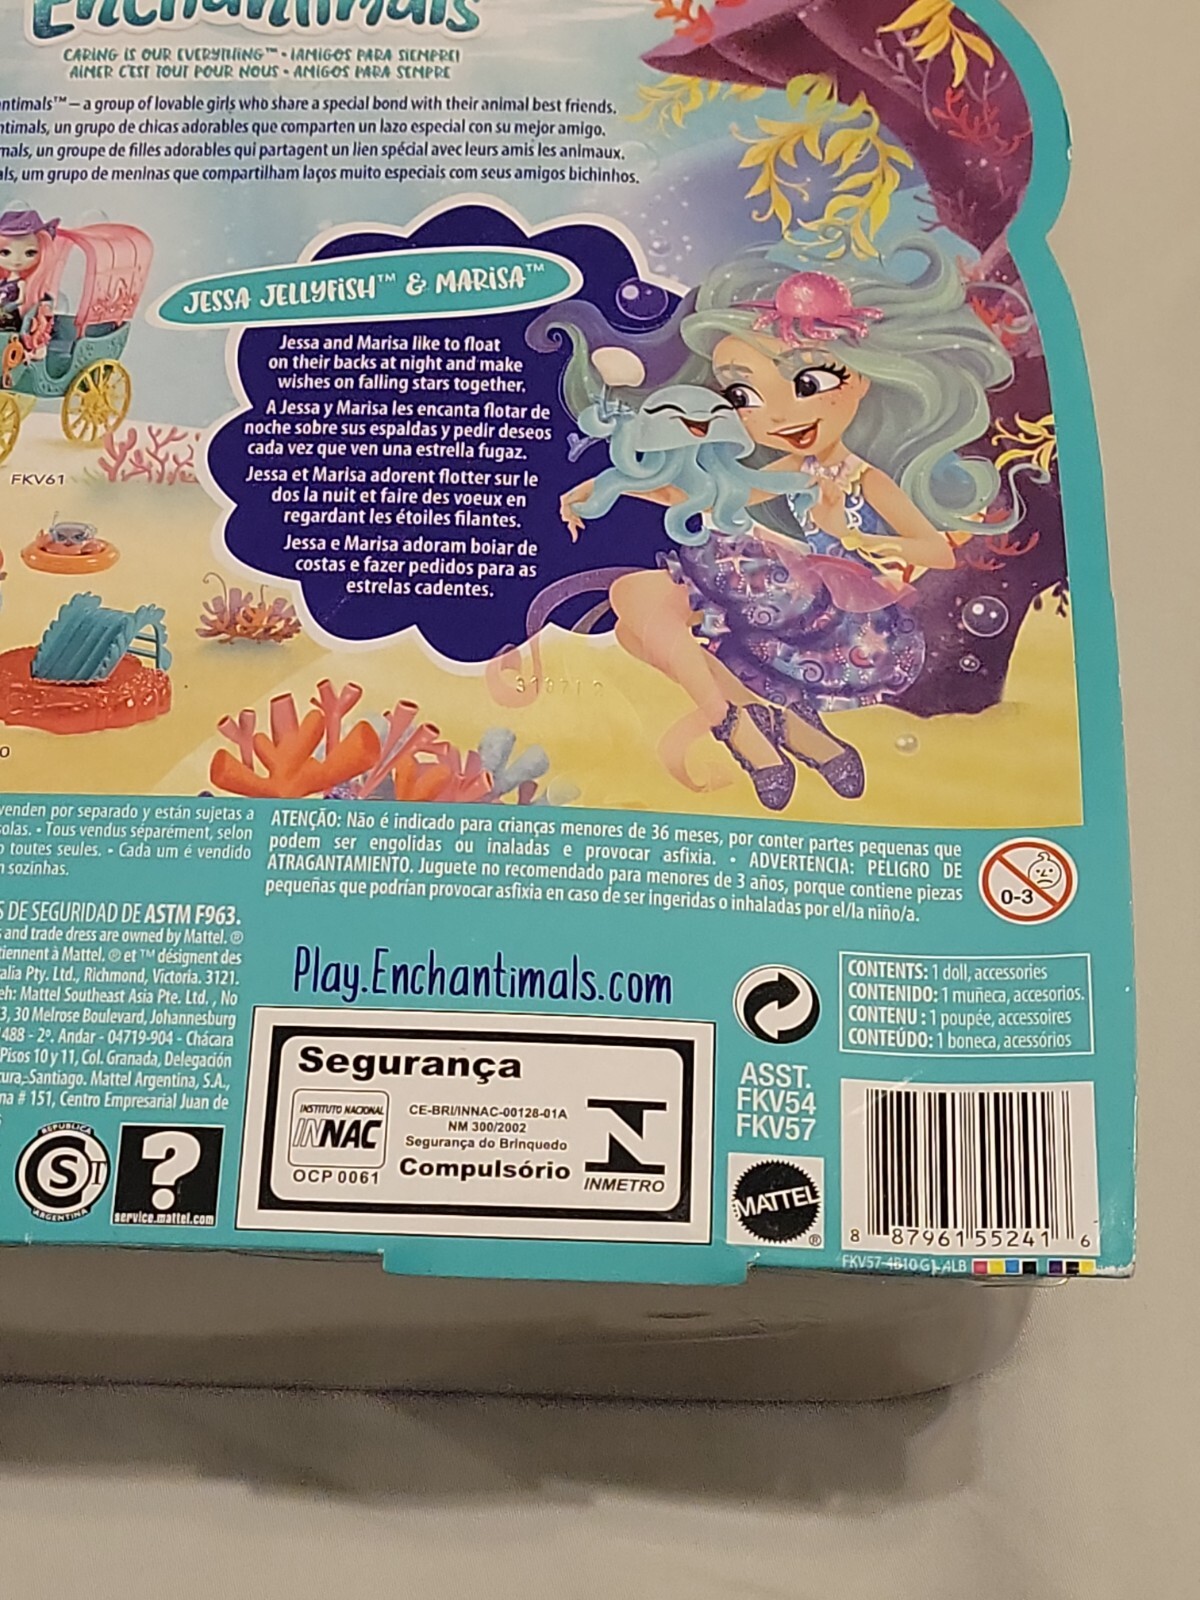 Enchantimals
CARING IS OUR EVERYTHING™ • ¡AMIGOS PARA SIEMPRE!
AIMER C'EST TOUT POUR NOUS • AMIGOS PARA SEMPRE
ntimals™ — a group of lovable girls who share a special bond with their animal best friends.
ntimals, un grupo de chicas adorables que comparten un lazo especial con su mejor amigo.
mals, un groupe de filles adorables qui partagent un lien spécial avec leurs amis les animaux.
als, um grupo de meninas que compartilham laços muito especiais com seus amigos bichinhos.
JESSA JELLYFISH™ & MARISA™
Jessa and Marisa like to float
on their backs at night and make
wishes on falling stars together.
A Jessa y Marisa les encanta flotar de
noche sobre sus espaldas y pedir deseos
cada vez que ven una estrella fugaz.
Jessa et Marisa adorent flotter sur le
dos la nuit et faire des voeux en
regardant les étoiles filantes.
Jessa e Marisa adoram boiar de
costas e fazer pedidos para as
estrelas cadentes.
FKV61
0
venden por separado y están sujetas a
olas. • Tous vendus séparément, selon
toutes seules. • Cada um é vendido
sozinhas.
ATENÇÃO: Não é indicado para crianças menores de 36 meses, por conter partes pequenas que
podem ser engolidas ou inaladas e provocar asfixia. • ADVERTENCIA: PELIGRO DE
ATRAGANTAMIENTO. Juguete no recomendado para menores de 3 años, porque contiene piezas
pequeñas que podrían provocar asfixia en caso de ser ingeridas o inhaladas por el/la niño/a.
0-3
S DE SEGURIDAD DE ASTM F963.
and trade dress are owned by Mattel. ®
tiennent à Mattel. ® et ™ désignent des
alia Pty. Ltd., Richmond, Victoria. 3121.
eh: Mattel Southeast Asia Pte. Ltd. , No
3, 30 Melrose Boulevard, Johannesburg
488 - 2º. Andar - 04719-904 - Chácara
Pisos 10 y 11, Col. Granada, Delegación
ura, Santiago. Mattel Argentina, S.A.,
na # 151, Centro Empresarial Juan de
Play.Enchantimals.com
CONTENTS: 1 doll, accessories
CONTENIDO: 1 muñeca, accesorios.
CONTENU : 1 poupée, accessoires
CONTEÚDO: 1 boneca, acessórios
Segurança
INSTITUTO NACIONAL
INNAC
OCP 0061
CE-BRI/INNAC-00128-01A
NM 300/2002
Segurança do Brinquedo
Compulsório
INMETRO
ASST.
FKV54
FKV57
REPUBLICA
S
ARGENTINA
?
service.mattel.com
MATTEL
®
8 87961 55241 6
FKV57-4B10-G1-ALB